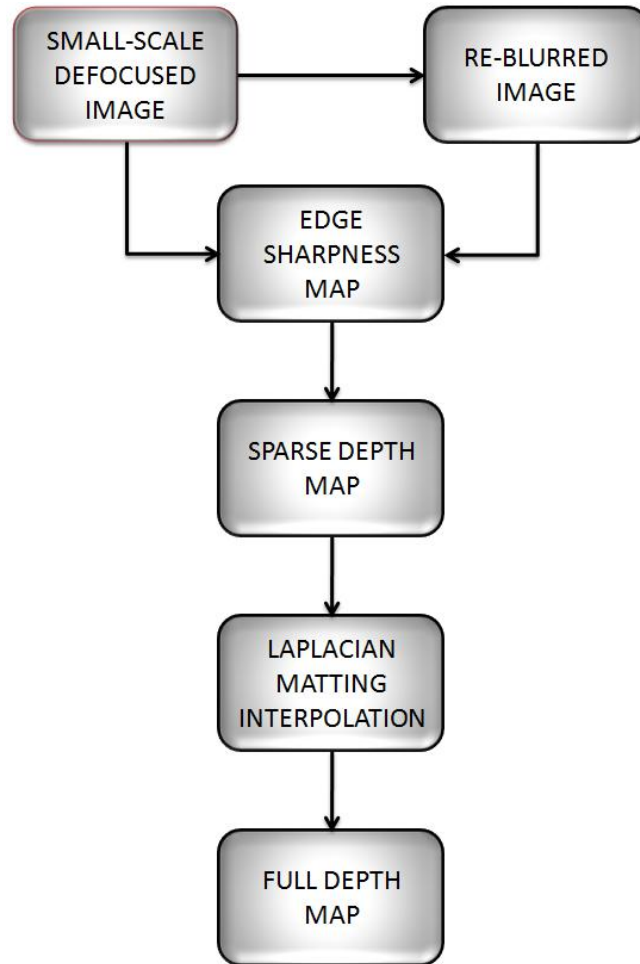 SMALL-SCALE
DEFOCUSED
IMAGE
RE-BLURRED
IMAGE
EDGE
SHARPNESS
MAP
SPARSE DEPTH
MAP
LAPLACIAN
MATTING
INTERPOLATION
FULL DEPTH
MAP